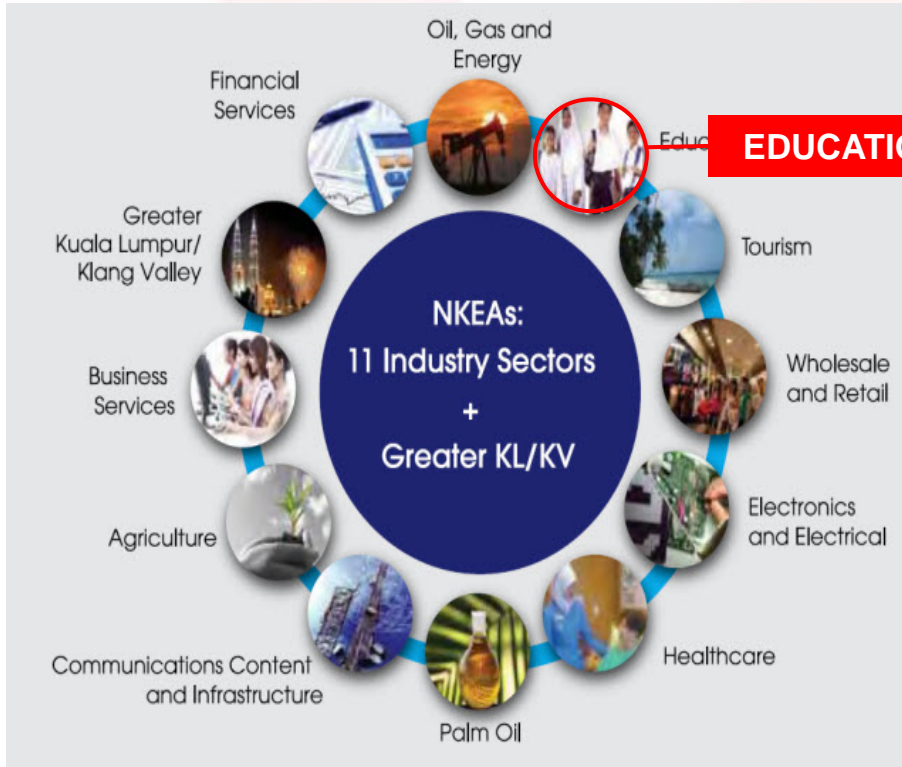 Oil, Gas and
Energy
EDUCATIO
Tourism
Wholesale
and Retail
Electronics
and Electrical
Healthcare
Palm Oil
Communications Content
and Infrastructure
Agriculture
Business
Services
Greater
Kuala Lumpur/
Klang Valley
Financial
Services
NKEAs:
11 Industry Sectors
+
Greater KL/KV